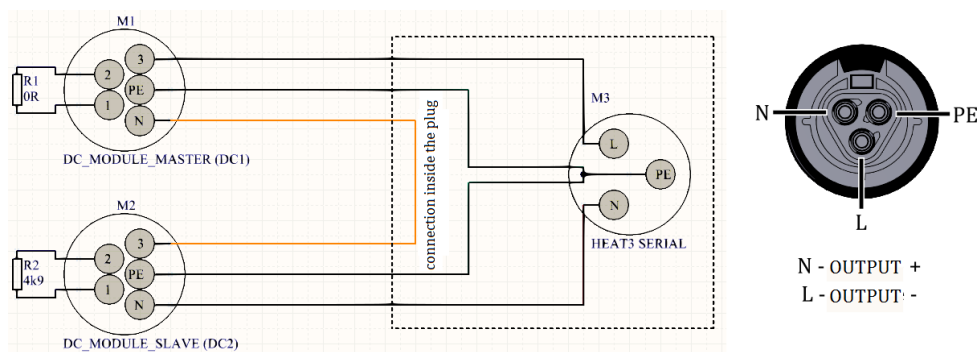 M1
3
2
PE
1
N
R1
0R
DC_MODULE_MASTER (DC1)
M2
3
2
PE
1
N
R2
4k9
DC_MODULE_SLAVE (DC2)
connection inside the plug
M3
L
PE
N
HEAT3 SERIAL
N
PE
L
N - OUTPUT +
L - OUTPUT -